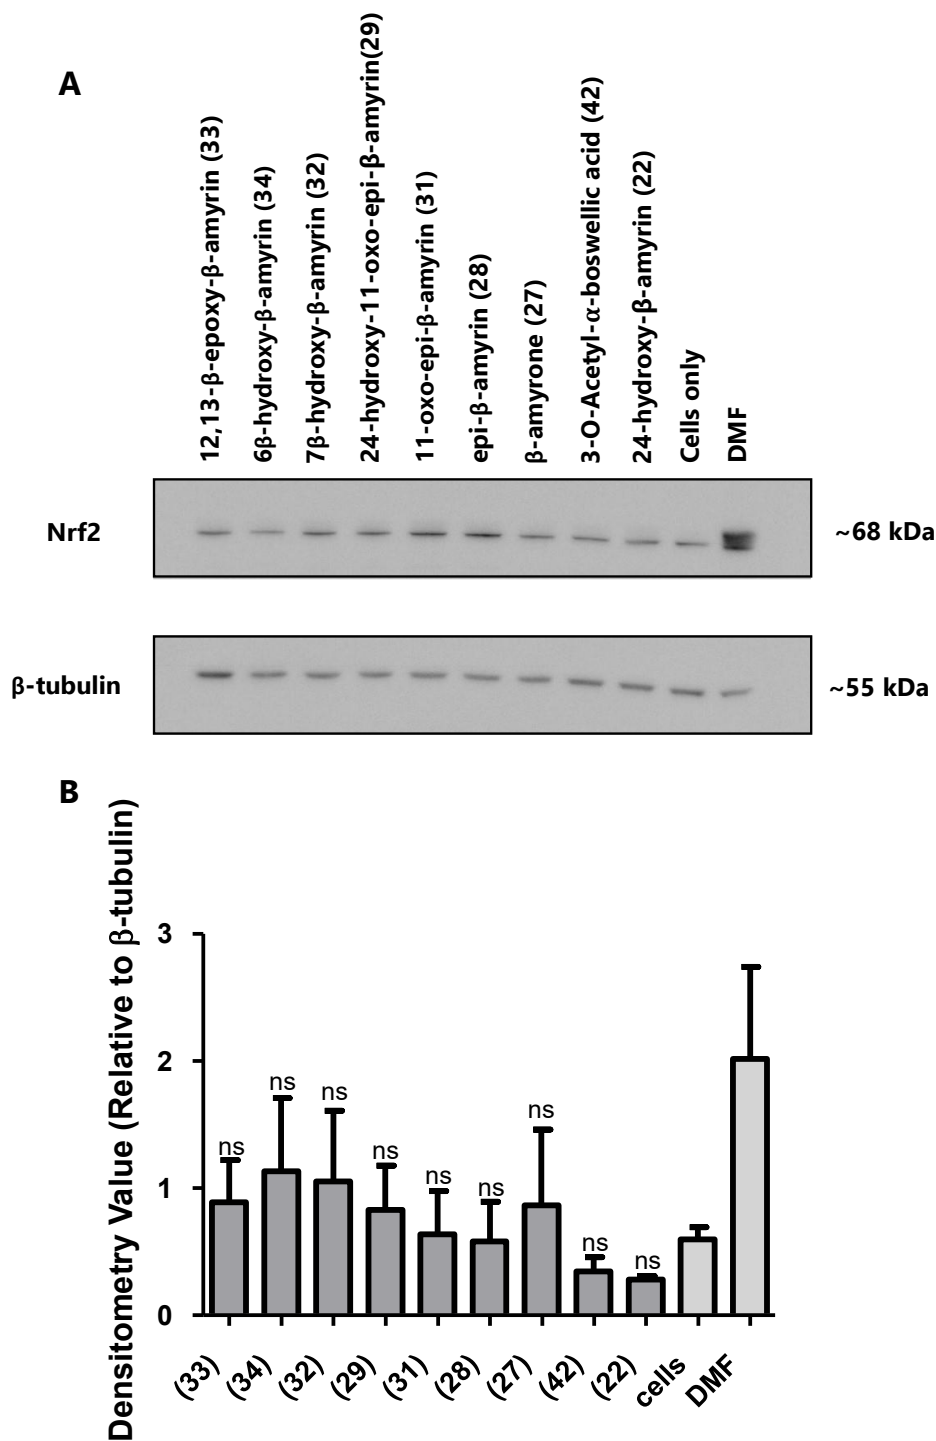 A
12,13-β-epoxy-β-amyrin (33)
6β-hydroxy-β-amyrin (34)
7β-hydroxy-β-amyrin (32)
24-hydroxy-11-oxo-epi-β-amyrin(29)
11-oxo-epi-β-amyrin (31)
epi-β-amyrin (28)
β-amyrone (27)
3-O-Acetyl-α-boswellic acid (42)
24-hydroxy-β-amyrin (22)
Cells only
DMF
Nrf2
~68 kDa
β-tubulin
~55 kDa
B
Densitometry Value (Relative to β-tubulin)
3
2
1
0
ns
ns
ns
ns
ns
ns
ns
ns
ns
(33)
(34)
(32)
(29)
(31)
(28)
(27)
(42)
(22)
cells
DMF